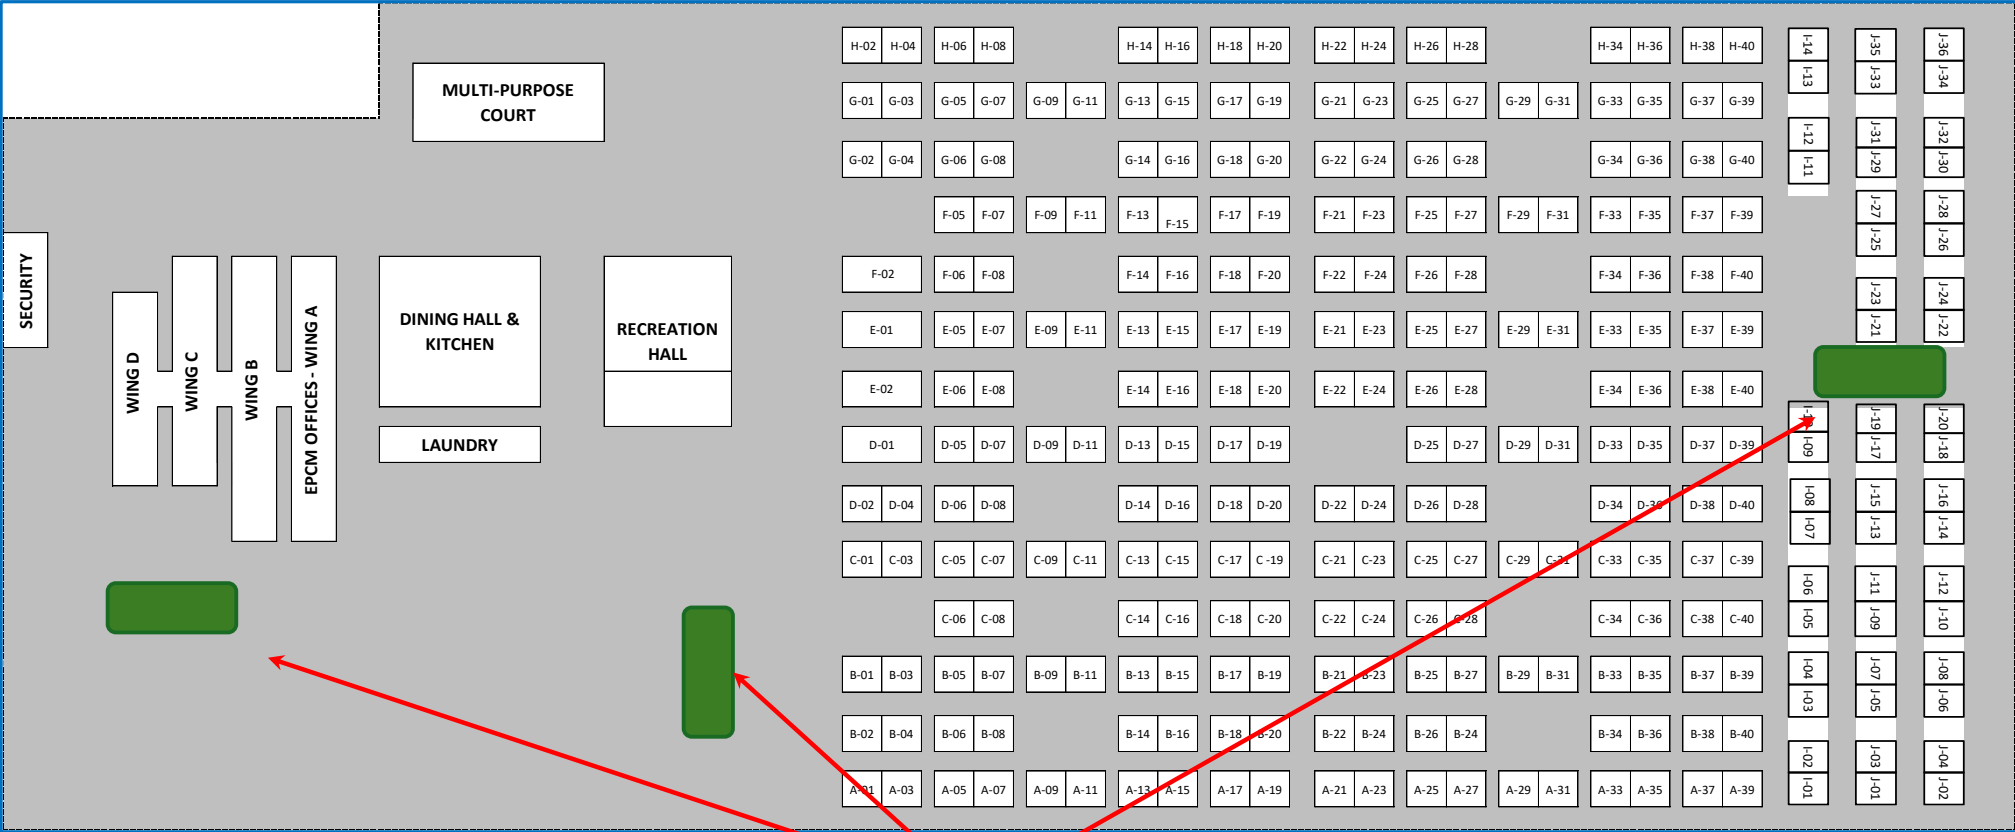 MULTI-PURPOSE
COURT
SECURITY
WING D
WING C
WING B
EPCM OFFICES - WING A
DINING HALL &
KITCHEN
LAUNDRY
RECREATION
HALL
H-02 H-04 H-06 H-08 H-14 H-16 H-18 H-20 H-22 H-24 H-26 H-28 H-34 H-36 H-38 H-40
G-01 G-03 G-05 G-07 G-09 G-11 G-13 G-15 G-17 G-19 G-21 G-23 G-25 G-27 G-29 G-31 G-33 G-35 G-37 G-39
G-02 G-04 G-06 G-08 G-14 G-16 G-18 G-20 G-22 G-24 G-26 G-28 G-34 G-36 G-38 G-40
F-05 F-07 F-09 F-11 F-13 F-15 F-17 F-19 F-21 F-23 F-25 F-27 F-29 F-31 F-33 F-35 F-37 F-39
F-02 F-06 F-08 F-14 F-16 F-18 F-20 F-22 F-24 F-26 F-28 F-34 F-36 F-38 F-40
E-01 E-05 E-07 E-09 E-11 E-13 E-15 E-17 E-19 E-21 E-23 E-25 E-27 E-29 E-31 E-33 E-35 E-37 E-39
E-02 E-06 E-08 E-14 E-16 E-18 E-20 E-22 E-24 E-26 E-28 E-34 E-36 E-38 E-40
D-01 D-05 D-07 D-09 D-11 D-13 D-15 D-17 D-19 D-25 D-27 D-29 D-31 D-33 D-35 D-37 D-39
D-02 D-04 D-06 D-08 D-14 D-16 D-18 D-20 D-22 D-24 D-26 D-28 D-34 D-36 D-38 D-40
C-01 C-03 C-05 C-07 C-09 C-11 C-13 C-15 C-17 C -19 C-21 C-23 C-25 C-27 C-29 C-31 C-33 C-35 C-37 C-39
C-06 C-08 C-14 C-16 C-18 C-20 C-22 C-24 C-26 C-28 C-34 C-36 C-38 C-40
B-01 B-03 B-05 B-07 B-09 B-11 B-13 B-15 B-17 B-19 B-21 B-23 B-25 B-27 B-29 B-31 B-33 B-35 B-37 B-39
B-02 B-04 B-06 B-08 B-14 B-16 B-18 B-20 B-22 B-24 B-26 B-24 B-34 B-36 B-38 B-40
A-01 A-03 A-05 A-07 A-09 A-11 A-13 A-15 A-17 A-19 A-21 A-23 A-25 A-27 A-29 A-31 A-33 A-35 A-37 A-39
I-14 J-35 J-36
I-13 J-33 J-34
I-12 J-31 J-32
I-11 J-29 J-30
J-27 J-28
J-25 J-26
J-23 J-24
J-21 J-22
I-10 J-19 J-20
I-09 J-17 J-18
I-08 J-15 J-16
I-07 J-13 J-14
I-06 J-11 J-12
I-05 J-09 J-10
I-04 J-07 J-08
I-03 J-05 J-06
I-02 J-03 J-04
I-01 J-01 J-02